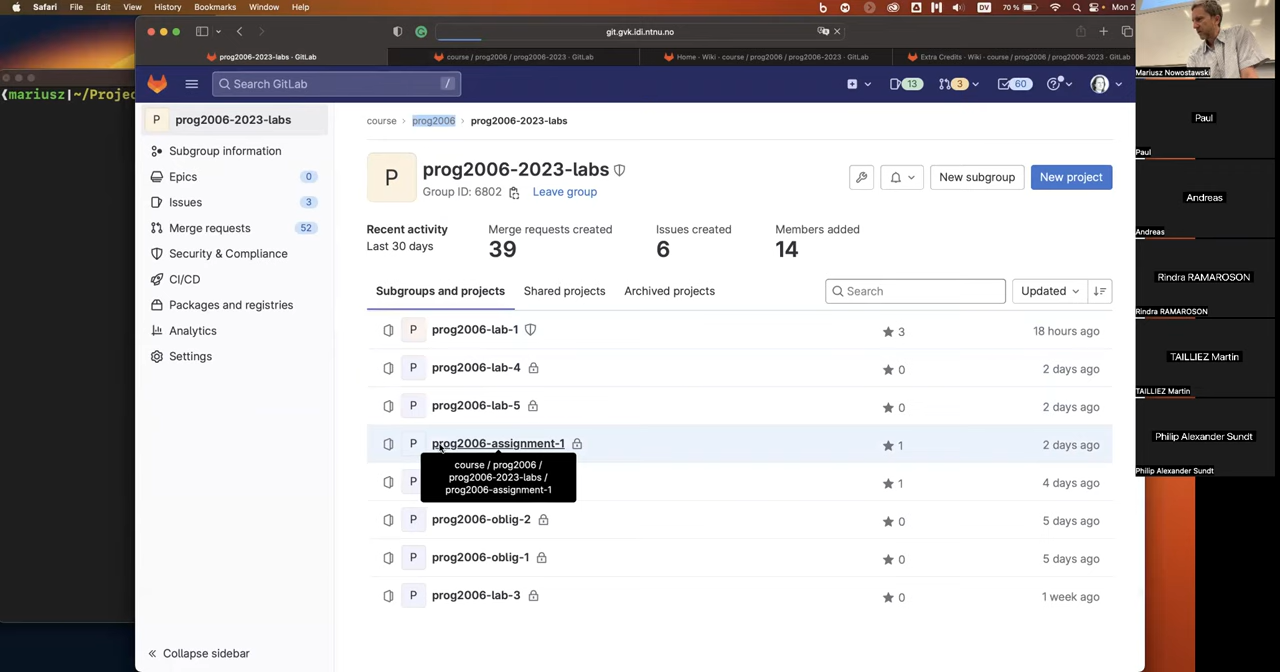 Safari File Edit View History Bookmarks Window Help
DV 70 % Mon 2
git.gvk.idi.ntnu.no
prog2006-2023-labs · GitLab
course / prog2006 / prog2006-2023 · GitLab
Home · Wiki · course / prog2006 / prog2006-2023 · GitLab
Extra Credits · Wiki · course / prog2006 / prog2006-2023 · GitLab
(mariusz|~/Projec
Search GitLab /
13
3
60
P prog2006-2023-labs
Subgroup information
Epics 0
Issues 3
Merge requests 52
Security & Compliance
CI/CD
Packages and registries
Analytics
Settings
Collapse sidebar
course › prog2006 › prog2006-2023-labs
P
prog2006-2023-labs
Group ID: 6802 Leave group
New subgroup
New project
Recent activity
Last 30 days
Merge requests created
39
Issues created
6
Members added
14
Subgroups and projects Shared projects Archived projects
Search
Updated
P prog2006-lab-1 3 18 hours ago
P prog2006-lab-4 0 2 days ago
P prog2006-lab-5 0 2 days ago
P prog2006-assignment-1 1 2 days ago
course / prog2006 /
prog2006-2023-labs /
prog2006-assignment-1
P 1 4 days ago
P prog2006-oblig-2 0 5 days ago
P prog2006-oblig-1 0 5 days ago
P prog2006-lab-3 0 1 week ago
Mariusz Nowostawski
Paul
Paul
Andreas
Andreas
Rindra RAMAROSON
Rindra RAMAROSON
TAILLIEZ Martin
TAILLIEZ Martin
Philip Alexander Sundt
Philip Alexander Sundt